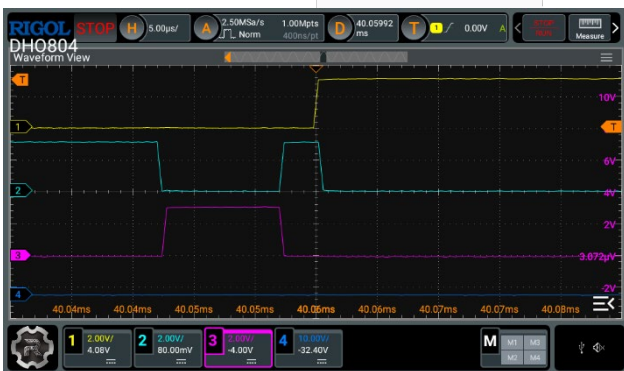 RIGOL STOP H 5.00µs/ A 2.50MSa/s Norm 1.00Mpts 400ns/pt D 40.05992 ms T 1 0.00V A < STOP RUN Measure >
DHO804
Waveform View
T
10V
1 T
6V
2 4V
2V
3 3.072µV
-2V
4
40.04ms 40.04ms 40.05ms 40.05ms 40.06ms 40.06ms 40.07ms 40.07ms 40.08ms
1 2.00V/ 4.08V 2 2.00V/ 80.00mV 3 2.00V/ -4.00V 4 10.00V/ -32.40V M M1 M3
M2 M4